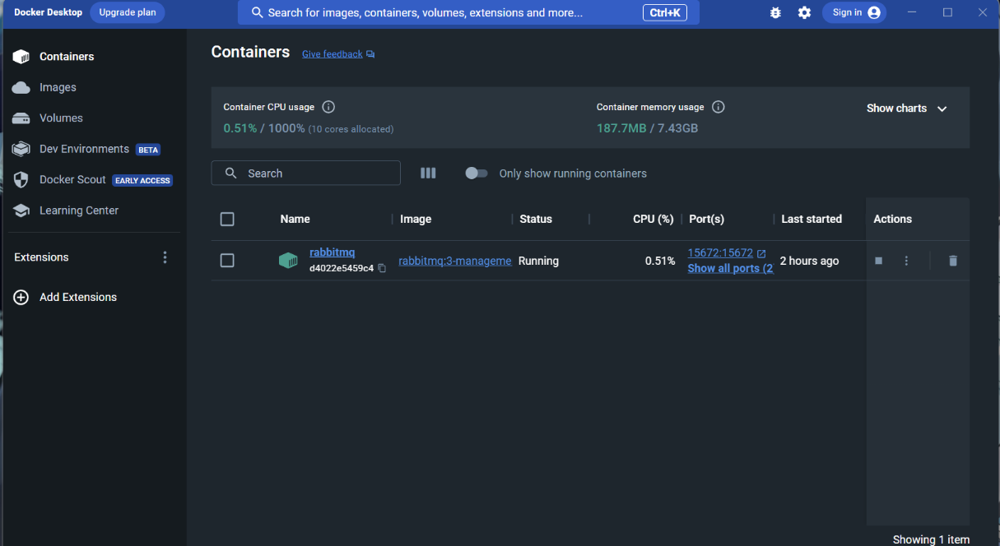 Docker Desktop Upgrade plan Search for images, containers, volumes, extensions and more... Ctrl+K Sign in
Containers
Images
Volumes
Dev Environments BETA
Docker Scout EARLY ACCESS
Learning Center
Extensions
Add Extensions
Containers Give feedback
Container CPU usage
0.51% / 1000% (10 cores allocated)
Container memory usage
187.7MB / 7.43GB
Show charts
Search
Only show running containers
Name Image Status CPU (%) Port(s) Last started Actions
rabbitmq
d4022e5459c4
rabbitmq:3-manageme
Running
0.51%
15672:15672
Show all ports (2
2 hours ago
Showing 1 item